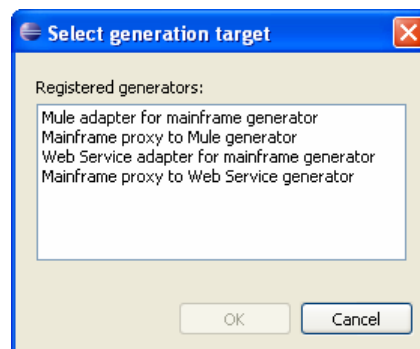 Select generation target
Registered generators:
Mule adapter for mainframe generator
Mainframe proxy to Mule generator
Web Service adapter for mainframe generator
Mainframe proxy to Web Service generator
OK Cancel